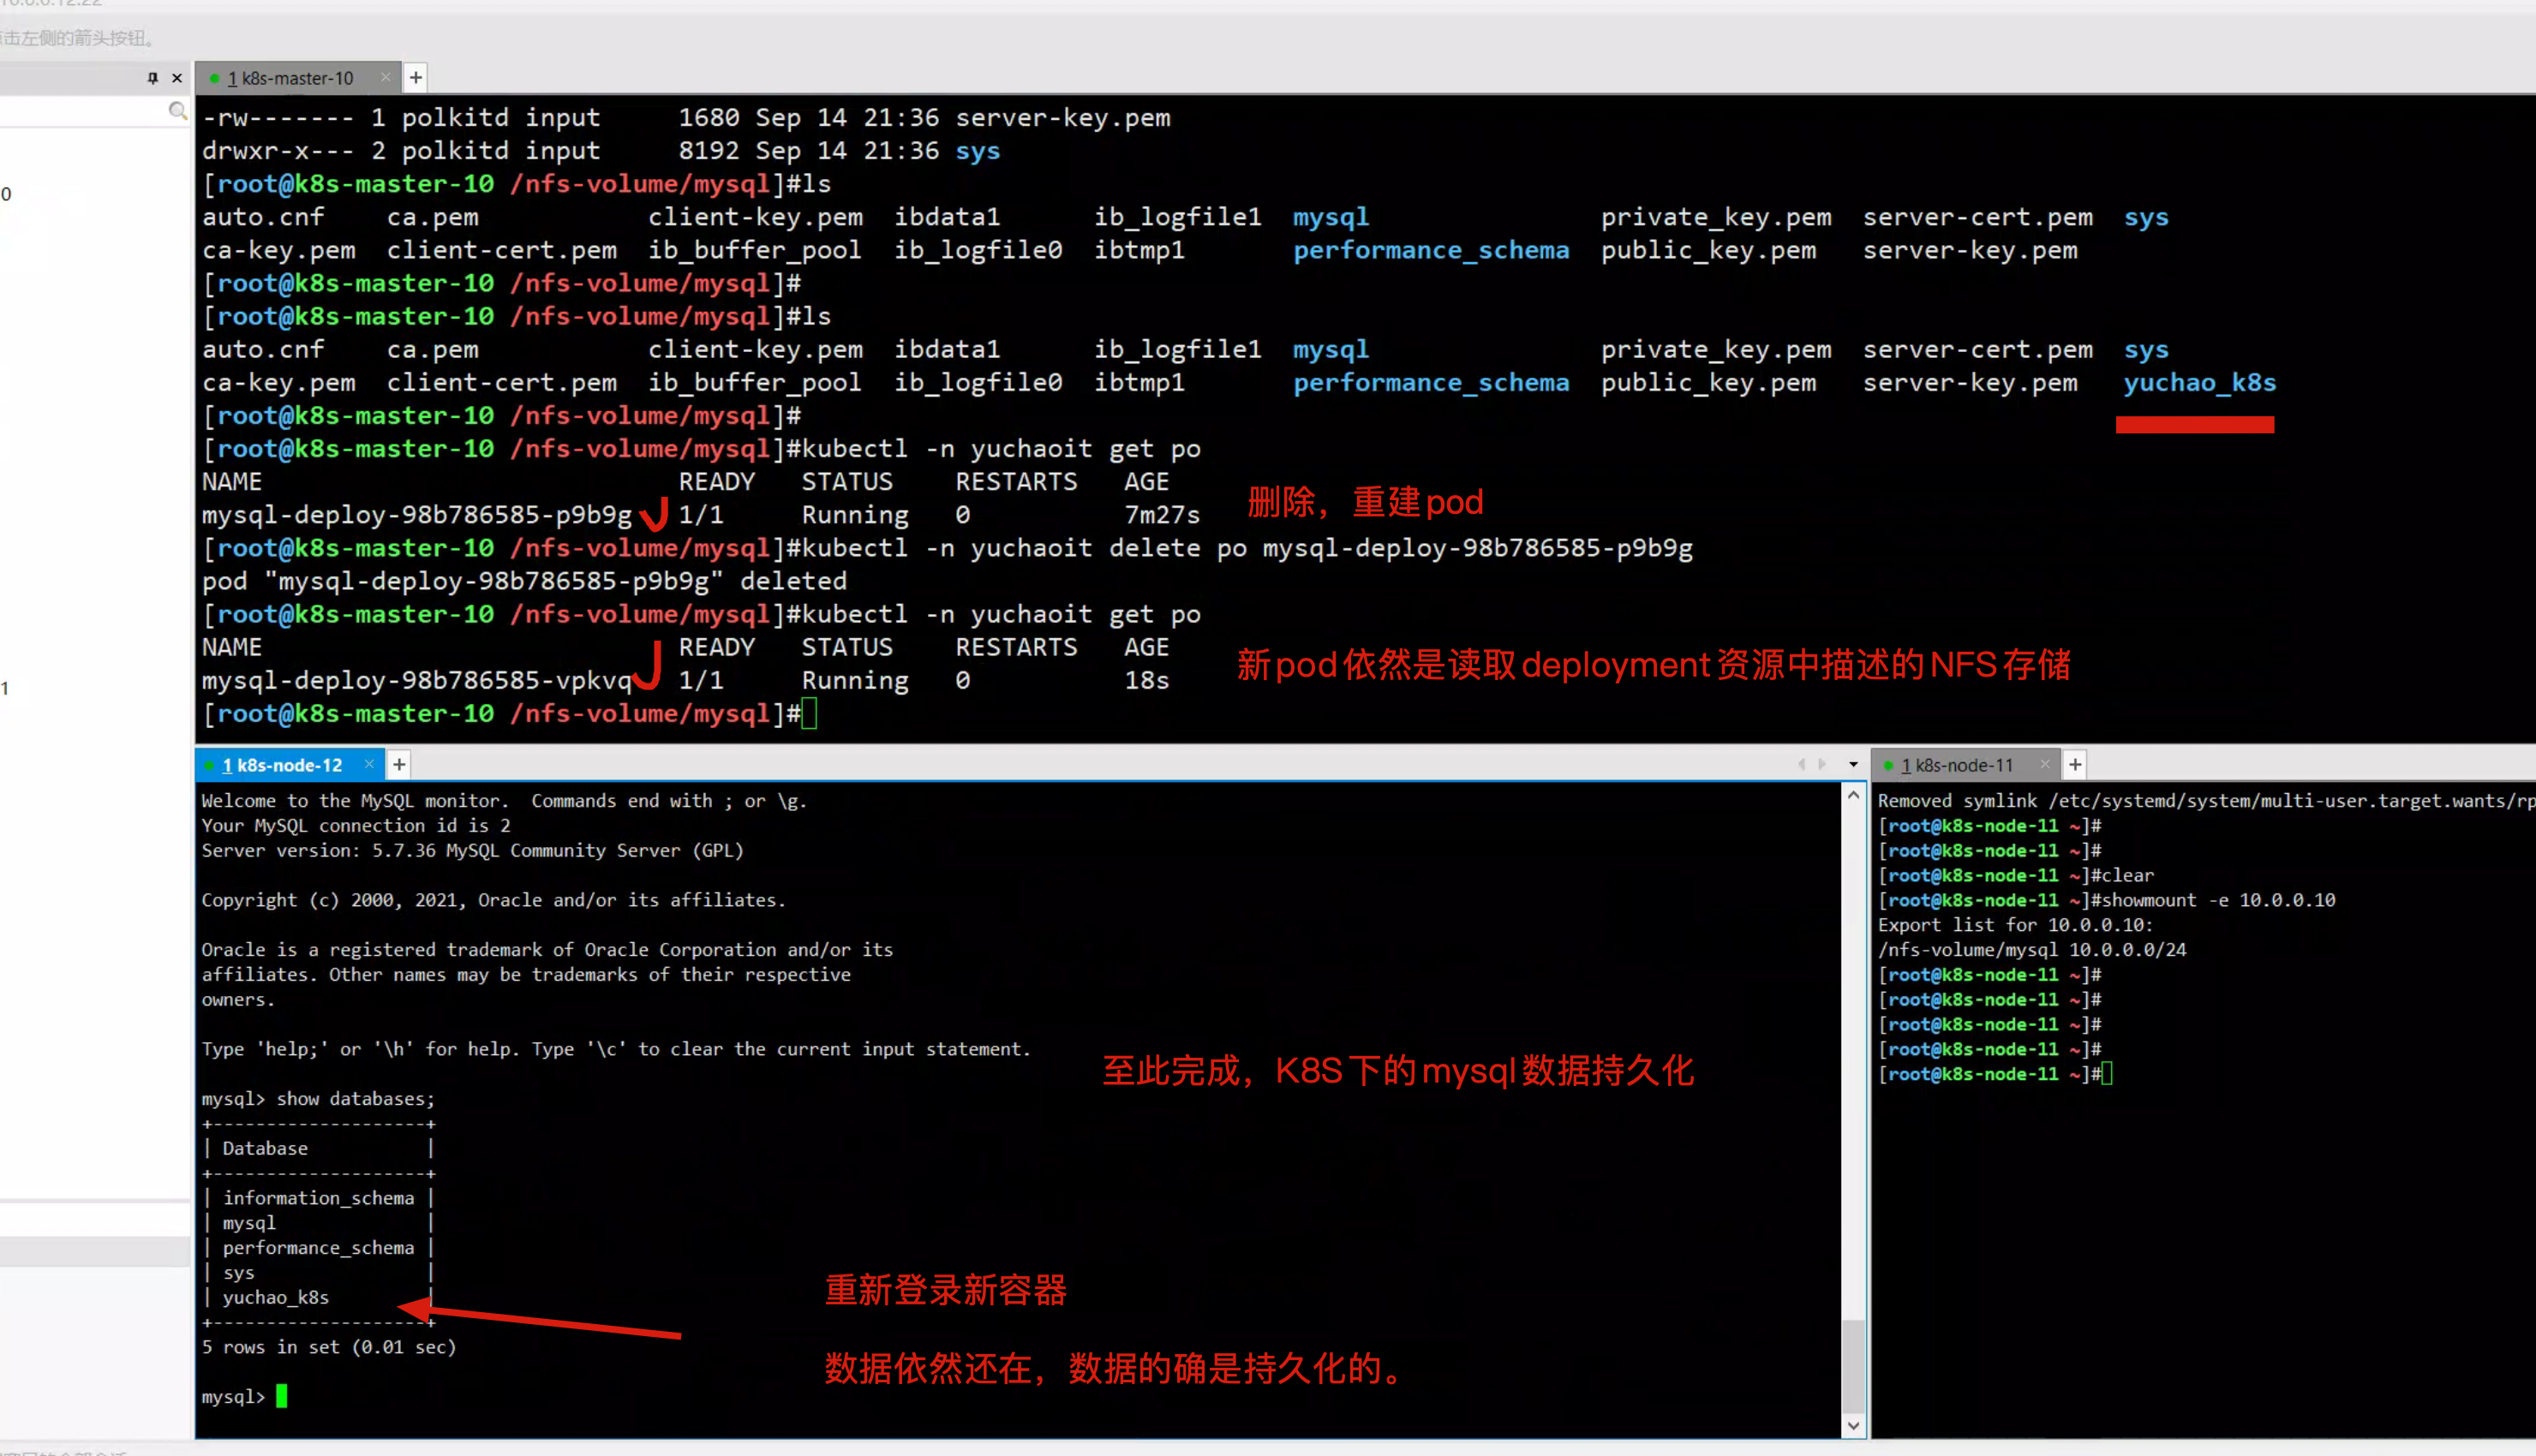 击左侧的箭头按钮。
1 k8s-master-10
-rw------- 1 polkitd input     1680 Sep 14 21:36 server-key.pem
drwxr-x--- 2 polkitd input     8192 Sep 14 21:36 sys
[root@k8s-master-10 /nfs-volume/mysql]#ls
auto.cnf    ca.pem           client-key.pem  ibdata1      ib_logfile1  mysql               private_key.pem  server-cert.pem  sys
ca-key.pem  client-cert.pem  ib_buffer_pool  ib_logfile0  ibtmp1       performance_schema  public_key.pem   server-key.pem
[root@k8s-master-10 /nfs-volume/mysql]#
[root@k8s-master-10 /nfs-volume/mysql]#ls
auto.cnf    ca.pem           client-key.pem  ibdata1      ib_logfile1  mysql               private_key.pem  server-cert.pem  sys
ca-key.pem  client-cert.pem  ib_buffer_pool  ib_logfile0  ibtmp1       performance_schema  public_key.pem   server-key.pem   yuchao_k8s
[root@k8s-master-10 /nfs-volume/mysql]#
[root@k8s-master-10 /nfs-volume/mysql]#kubectl -n yuchaoit get po
NAME                           READY   STATUS    RESTARTS   AGE
mysql-deploy-98b786585-p9b9g   1/1     Running   0          7m27s
删除，重建pod
[root@k8s-master-10 /nfs-volume/mysql]#kubectl -n yuchaoit delete po mysql-deploy-98b786585-p9b9g
pod "mysql-deploy-98b786585-p9b9g" deleted
[root@k8s-master-10 /nfs-volume/mysql]#kubectl -n yuchaoit get po
NAME                           READY   STATUS    RESTARTS   AGE
新pod依然是读取deployment资源中描述的NFS存储
mysql-deploy-98b786585-vpkvq   1/1     Running   0          18s
[root@k8s-master-10 /nfs-volume/mysql]#
0
1
1 k8s-node-12
Welcome to the MySQL monitor.  Commands end with ; or \g.
Your MySQL connection id is 2
Server version: 5.7.36 MySQL Community Server (GPL)
Copyright (c) 2000, 2021, Oracle and/or its affiliates.
Oracle is a registered trademark of Oracle Corporation and/or its
affiliates. Other names may be trademarks of their respective
owners.
Type 'help;' or '\h' for help. Type '\c' to clear the current input statement.
至此完成，K8S下的mysql数据持久化
mysql> show databases;
+--------------------+
| Database           |
+--------------------+
| information_schema |
| mysql              |
| performance_schema |
| sys                |
| yuchao_k8s         |
+--------------------+
5 rows in set (0.01 sec)
重新登录新容器
数据依然还在，数据的确是持久化的。
mysql>
1 k8s-node-11
Removed symlink /etc/systemd/system/multi-user.target.wants/rp
[root@k8s-node-11 ~]#
[root@k8s-node-11 ~]#
[root@k8s-node-11 ~]#clear
[root@k8s-node-11 ~]#showmount -e 10.0.0.10
Export list for 10.0.0.10:
/nfs-volume/mysql 10.0.0.0/24
[root@k8s-node-11 ~]#
[root@k8s-node-11 ~]#
[root@k8s-node-11 ~]#
[root@k8s-node-11 ~]#
[root@k8s-node-11 ~]#